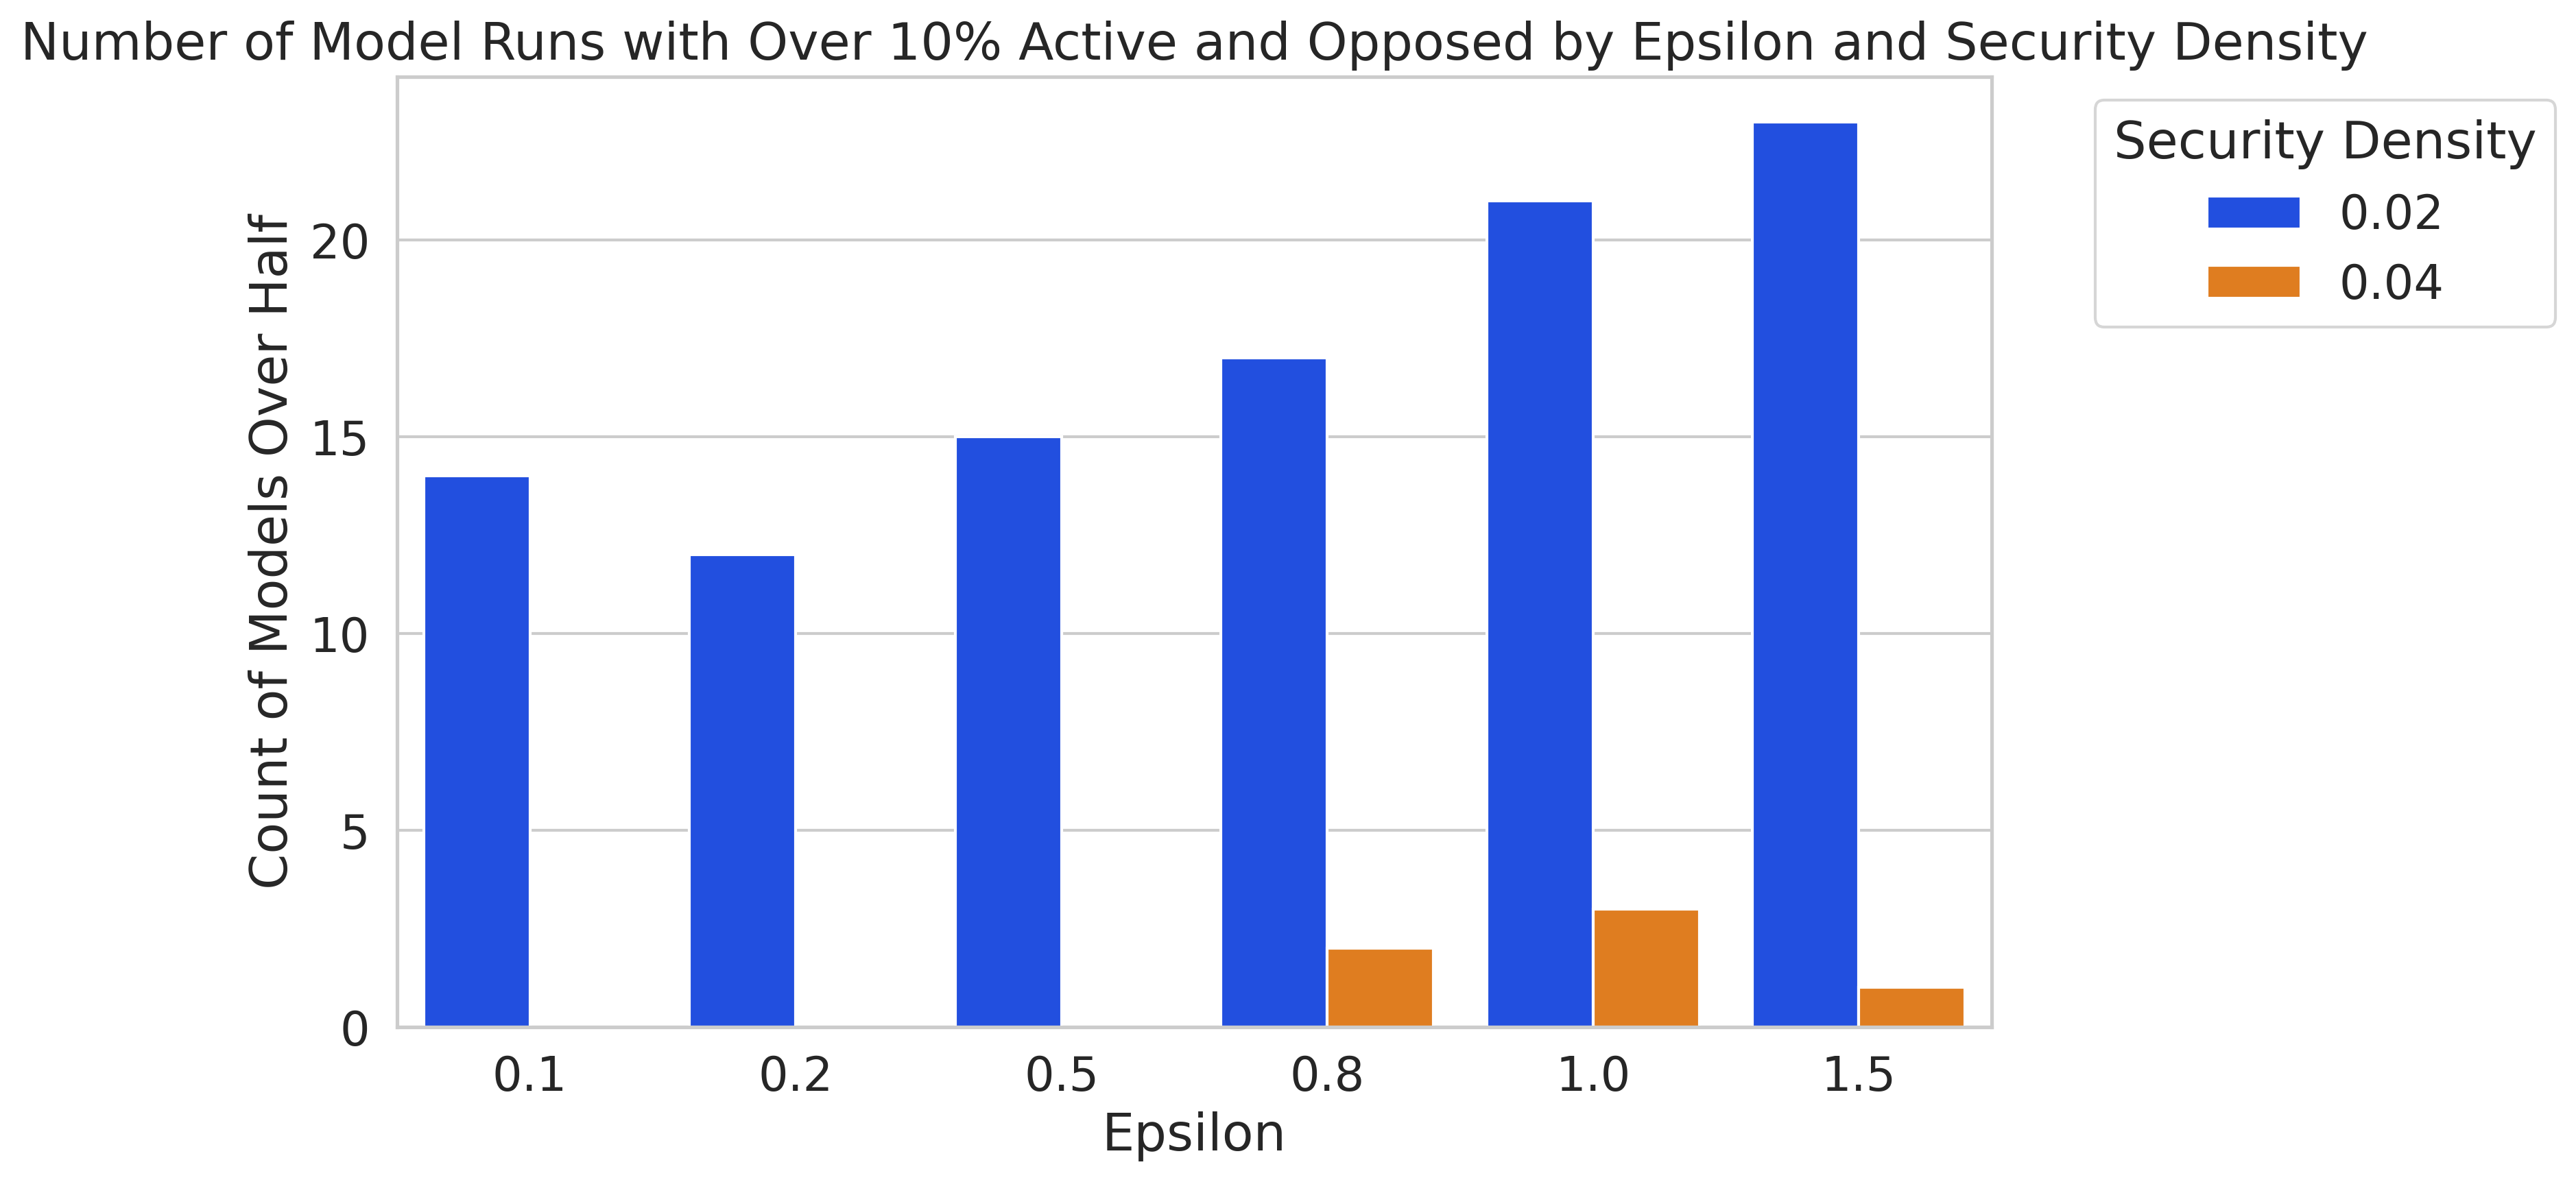 Number of Model Runs with Over 10% Active and Opposed by Epsilon and Security Density
Security Density
0.02
0.04
Count of Models Over Half
20
15
10
5
0
0.1 0.2 0.5 0.8 1.0 1.5
Epsilon